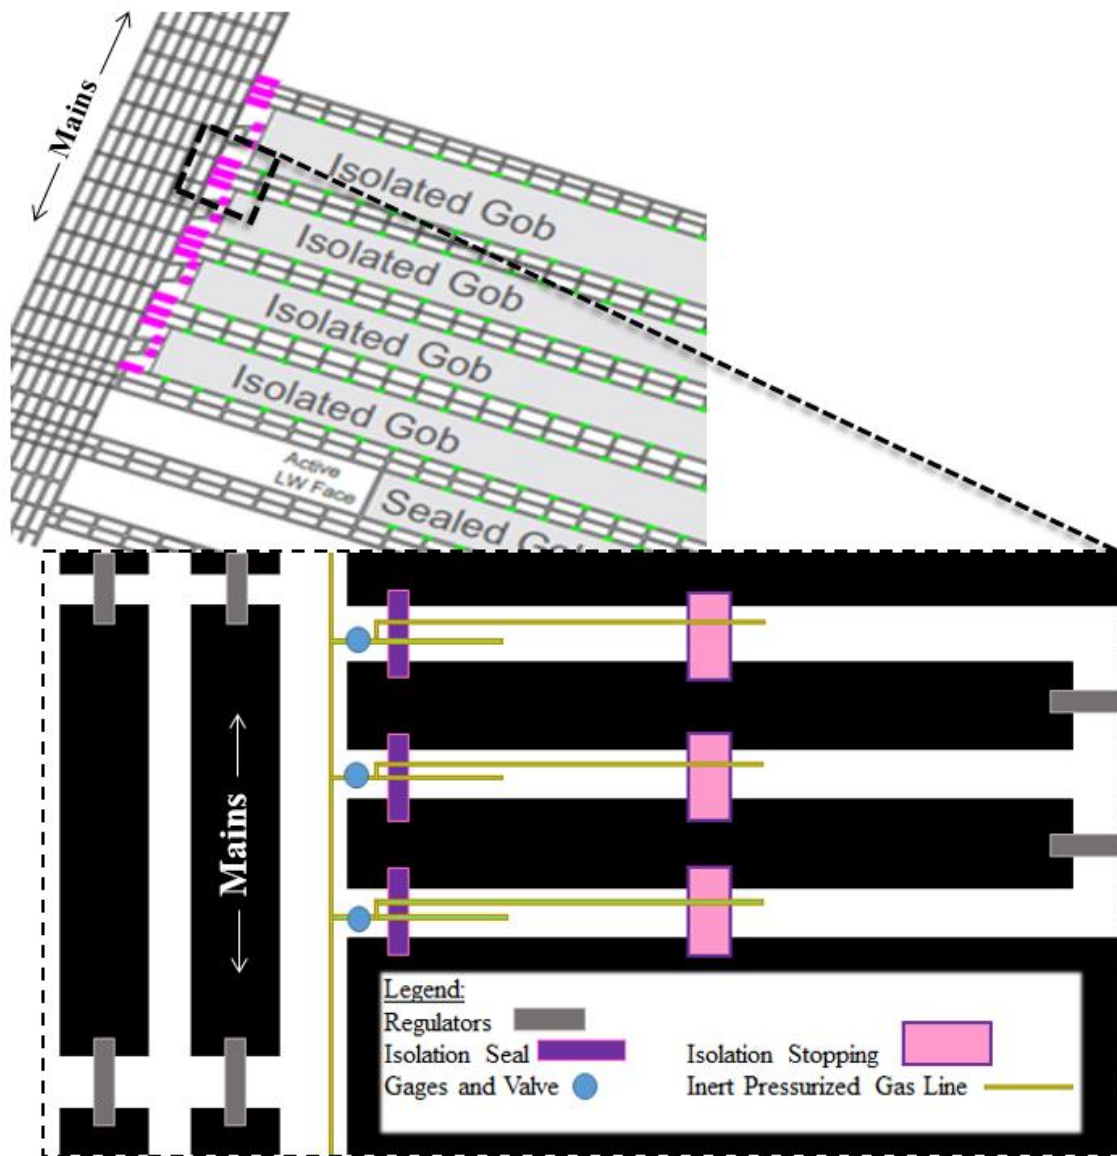 Mains
Isolated Gob
Isolated Gob
Isolated Gob
Isolated Gob
Active
LW Face
Sealed Go
Mains
Legend:
Regulators
Isolation Seal
Isolation Stopping
Gages and Valve
Inert Pressurized Gas Line